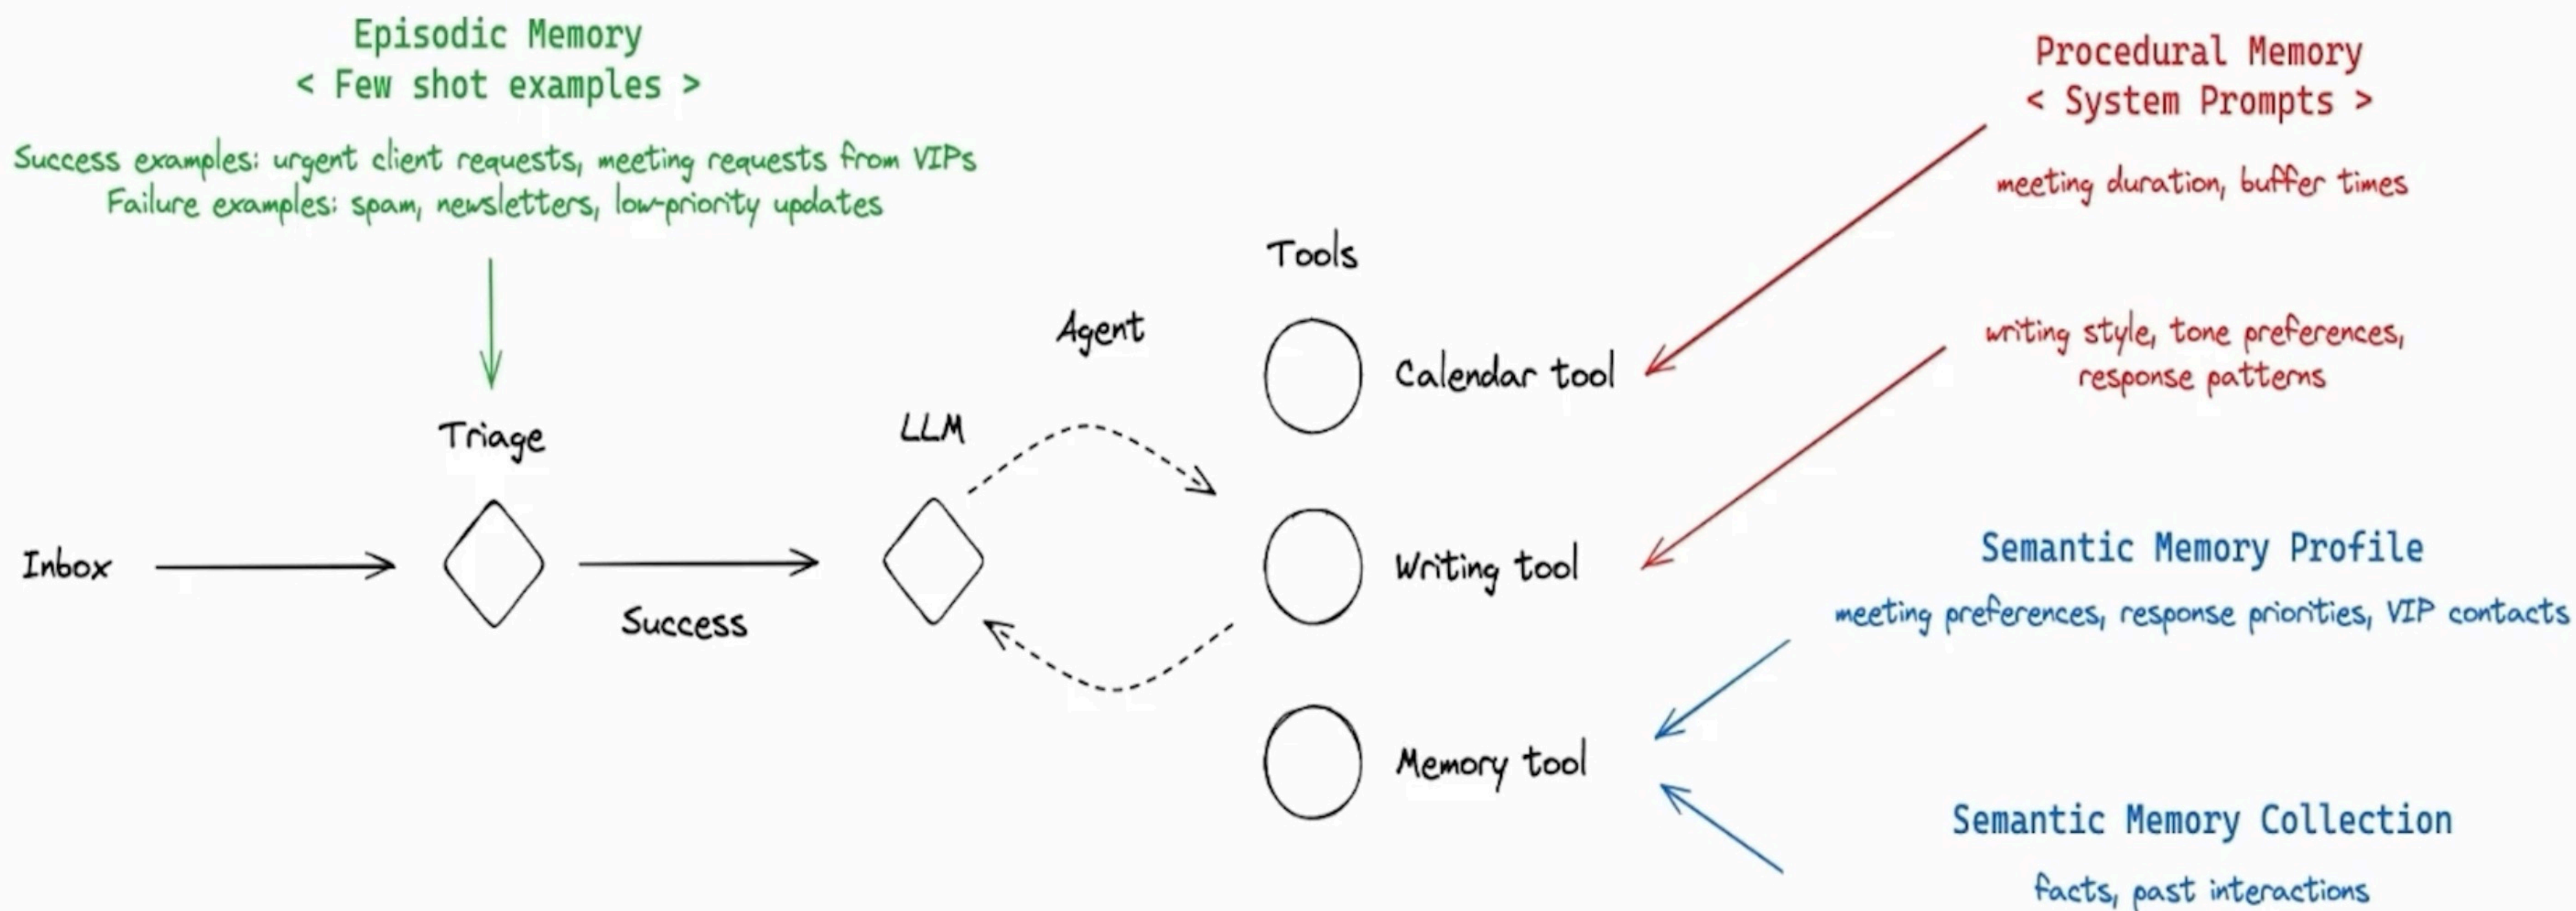 Episodic Memory
< Few shot examples >
Success examples: urgent client requests, meeting requests from VIPs
Failure examples: spam, newsletters, low-priority updates
Procedural Memory
< System Prompts >
meeting duration, buffer times
writing style, tone preferences,
response patterns
Tools
Agent
Calendar tool
Triage
LLM
Inbox
Success
Writing tool
Memory tool
Semantic Memory Profile
meeting preferences, response priorities, VIP contacts
Semantic Memory Collection
facts, past interactions